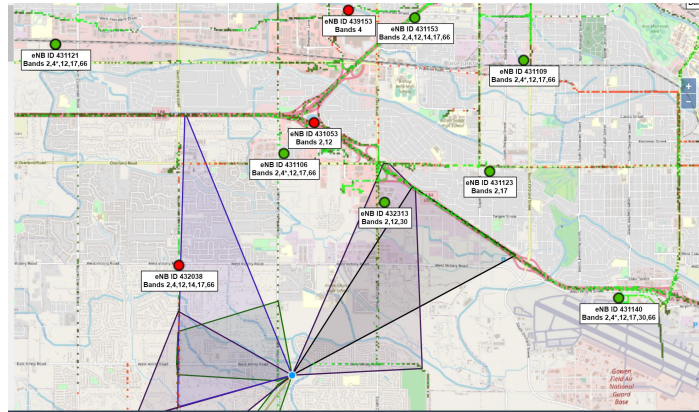 eNB ID 439153
Bands 4
eNB ID 431153
Bands 2,4,12,14,17,66
eNB ID 431121
Bands 2,4*,12,17,66
eNB ID 431109
Bands 2,4*,12,17,66
+
−
eNB ID 431053
Bands 2,12
eNB ID 431106
Bands 2,4*,12,17,66
eNB ID 431123
Bands 2,17
eNB ID 432313
Bands 2,12,30
eNB ID 432038
Bands 2,4,12,14,17,66
eNB ID 431140
Bands 2,4*,12,17,30,66
Gowen
Field Air
National
Guard
Base